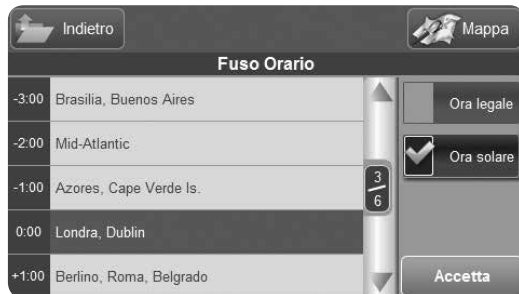 Indietro
Mappa
Fuso Orario
-3:00 Brasilia, Buenos Aires
Ora legale
-2:00 Mid-Atlantic
Ora solare
-1:00 Azores, Cape Verde Is.
3/6
0:00 Londra, Dublin
+1:00 Berlino, Roma, Belgrado
Accetta